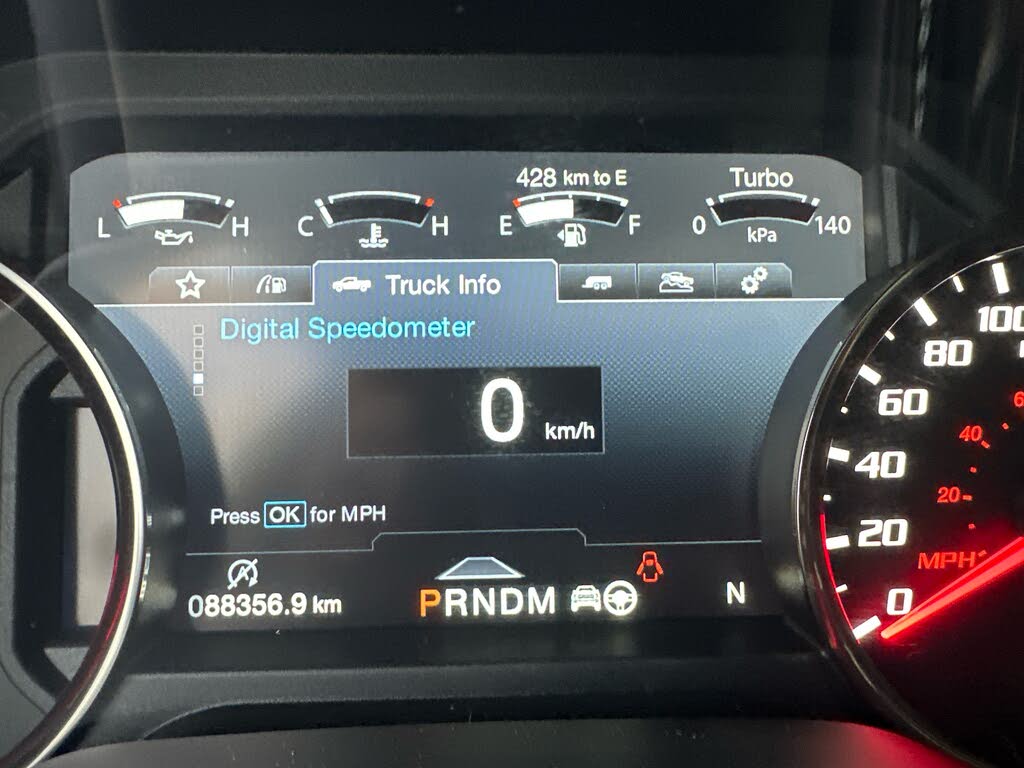 428 km to E
Turbo
L H
C H
E F
0 140
kPa
Truck Info
Digital Speedometer
0 km/h
Press OK for MPH
088356.9 km
PRNDM
N
100
80
60
40
20
0
40
20
MPH